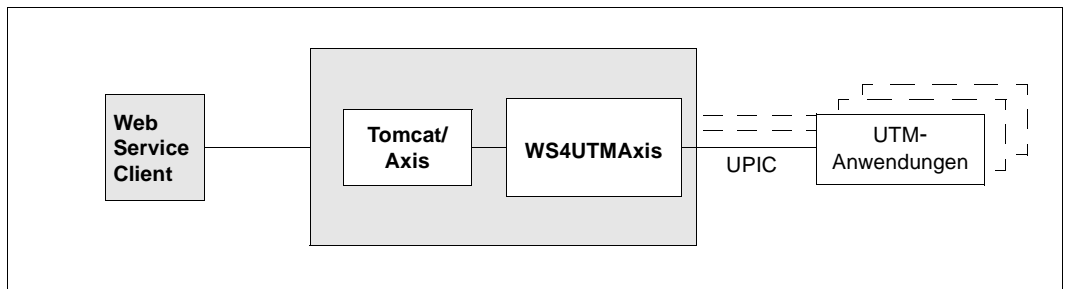 Web
Service
Client
Tomcat/
Axis
WS4UTMAxis
UPIC
UTM-
Anwendungen